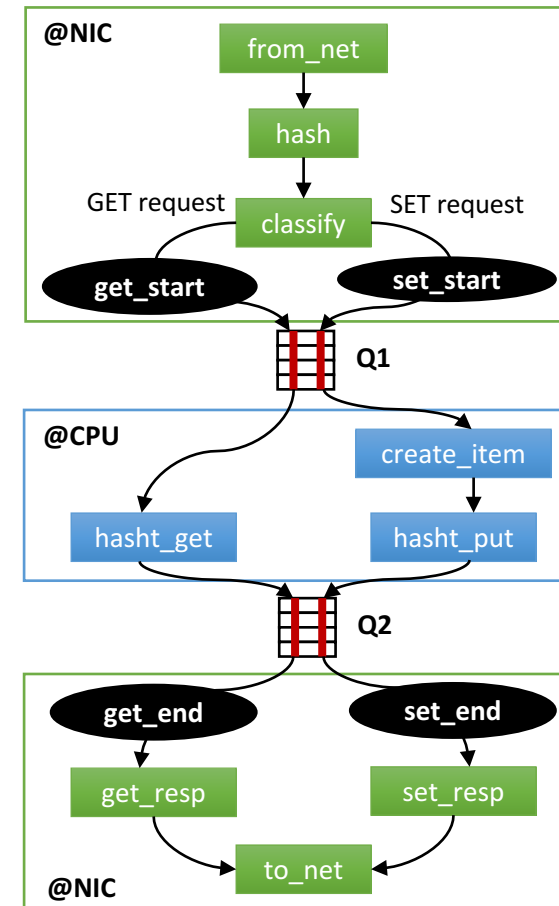 @NIC
from_net
hash
GET request
SET request
classify
get_start
set_start
Q1
@CPU
create_item
hasht_get
hasht_put
Q2
get_end
set_end
get_resp
set_resp
to_net
@NIC